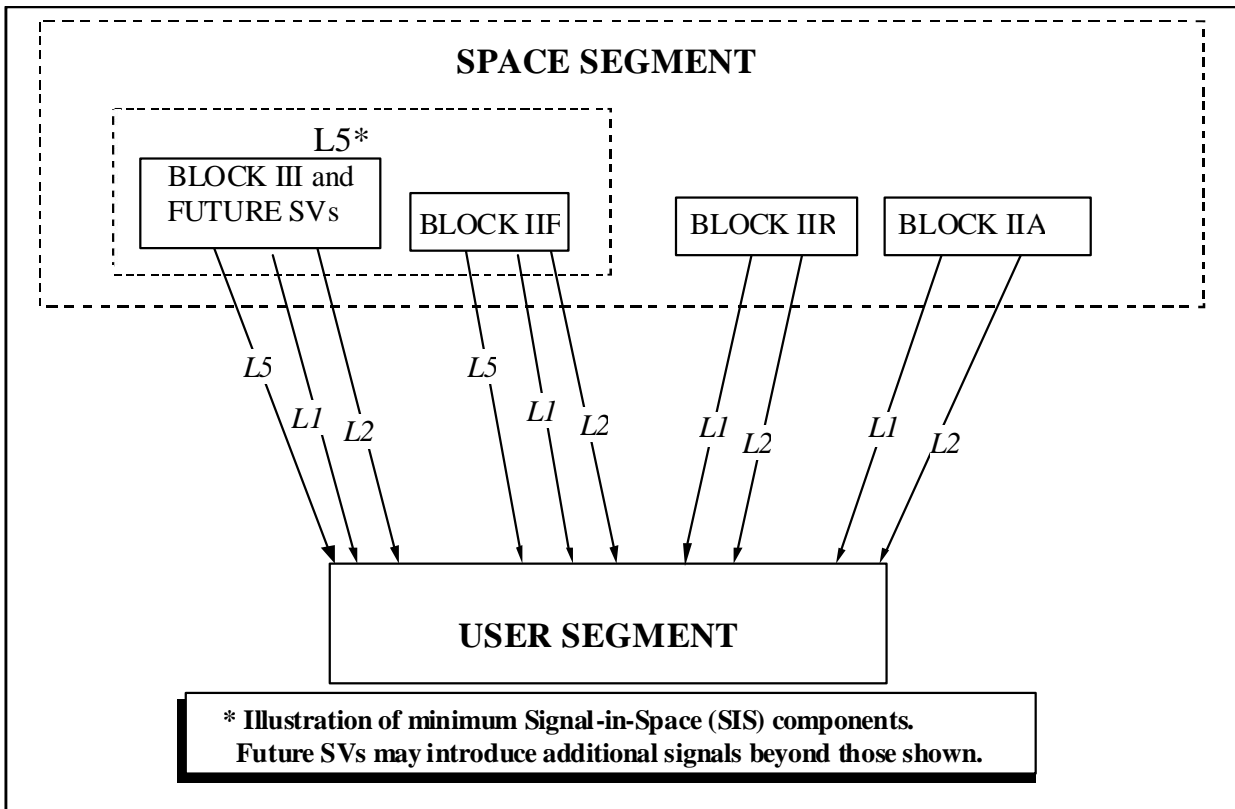 SPACE SEGMENT
L5*
BLOCK III and
FUTURE SVs
BLOCK IIF
BLOCK IIR
BLOCK IIA
L5
L1
L2
L5
L1
L2
L1
L2
L1
L2
USER SEGMENT
* Illustration of minimum Signal-in-Space (SIS) components.
Future SVs may introduce additional signals beyond those shown.